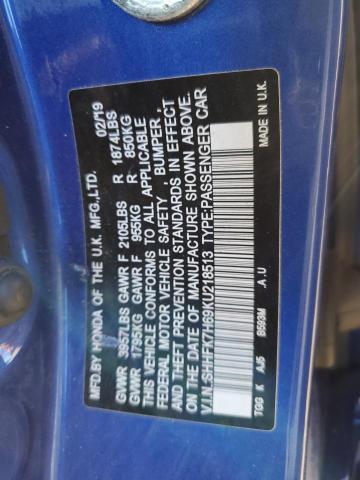 MFD.BY HONDA OF THE U.K. MFG.,LTD. 02/19
GVWR 3957LBS GAWR F 2105LBS R 1874LBS
GVWR 1795KG GAWR F 955KG R 850KG
THIS VEHICLE CONFORMS TO ALL APPLICABLE
FEDERAL MOTOR VEHICLE SAFETY , BUMPER ,
AND THEFT PREVENTION STANDARDS IN EFFECT
ON THE DATE OF MANUFACTURE SHOWN ABOVE.
V.I.N.:SHHFK7H69KU218513 TYPE:PASSENGER CAR
.A.U MADE IN U.K.
TGG K AJ5 B593M